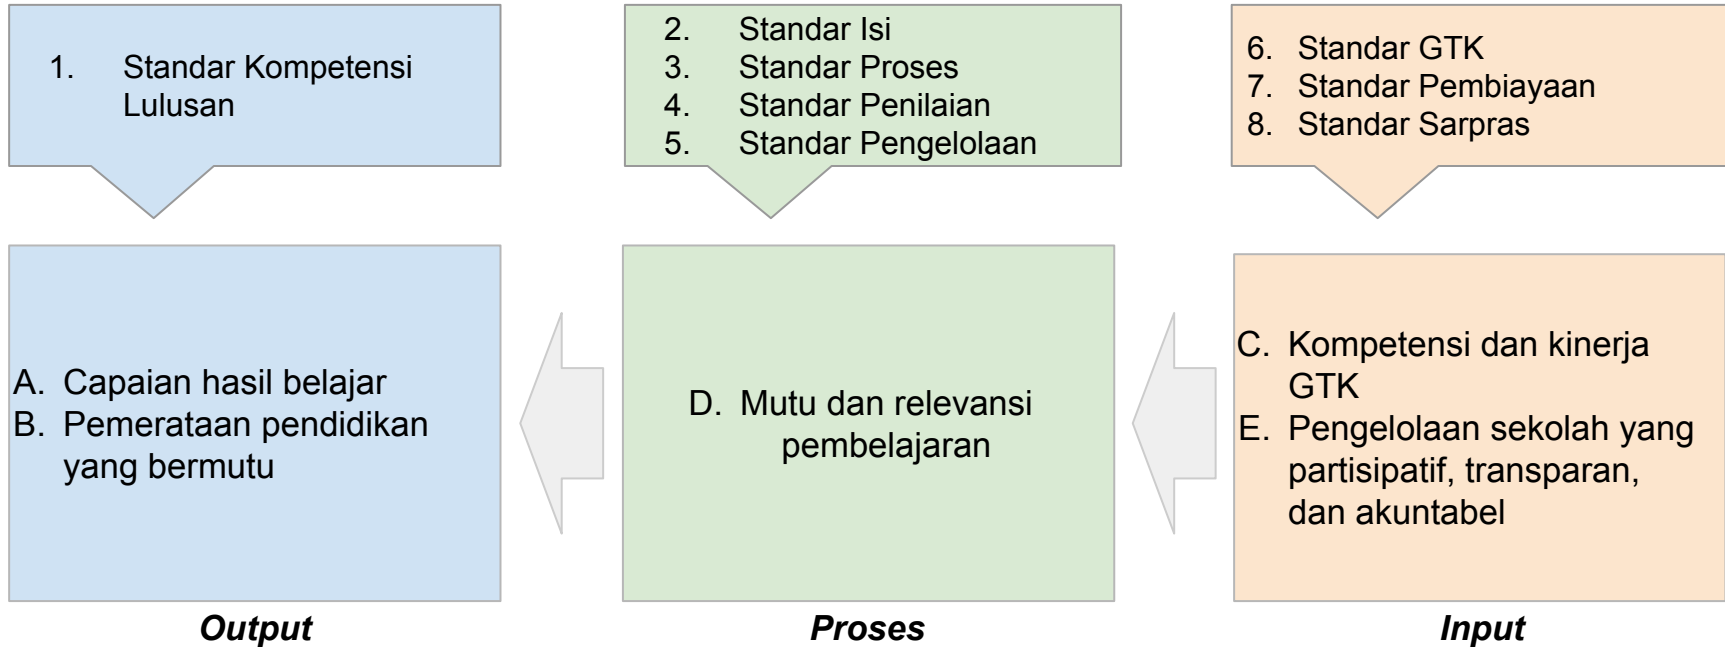 1. Standar Kompetensi
Lulusan
2. Standar Isi
3. Standar Proses
4. Standar Penilaian
5. Standar Pengelolaan
6. Standar GTK
7. Standar Pembiayaan
8. Standar Sarpras
A. Capaian hasil belajar
B. Pemerataan pendidikan
yang bermutu
D. Mutu dan relevansi
pembelajaran
C. Kompetensi dan kinerja
GTK
E. Pengelolaan sekolah yang
partisipatif, transparan,
dan akuntabel
Output
Proses
Input